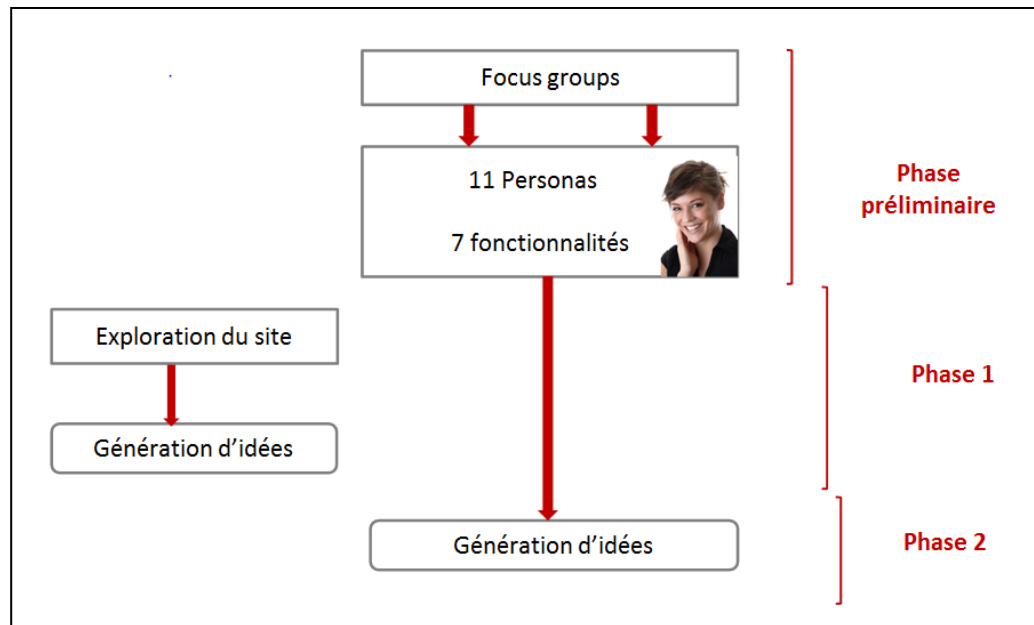 Focus groups
11 Personas
7 fonctionnalités
Phase
préliminaire
Exploration du site
Génération d’idées
Phase 1
Génération d’idées
Phase 2